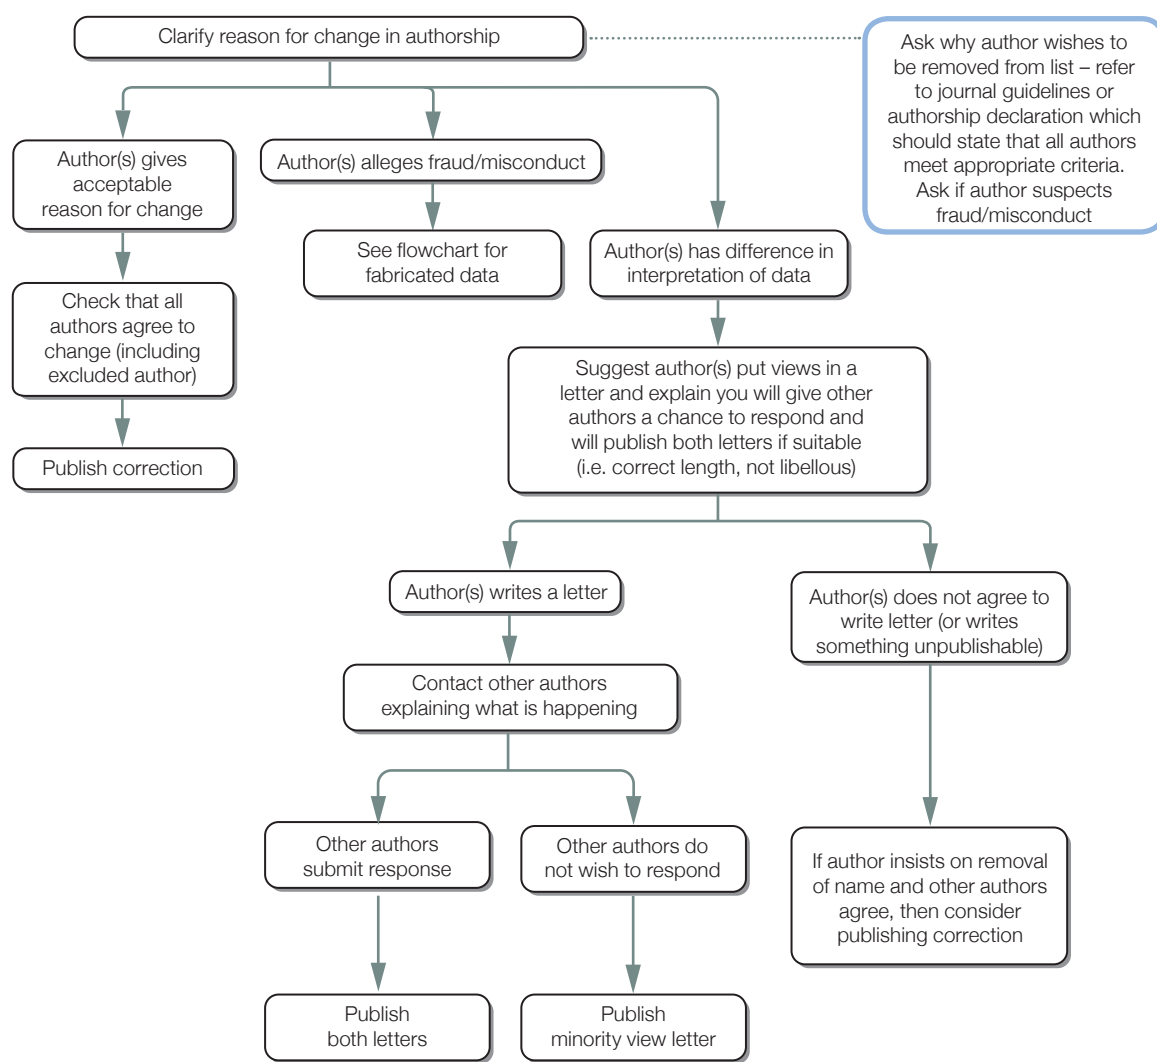 Clarify reason for change in authorship
Ask why author wishes to
be removed from list – refer
to journal guidelines or
authorship declaration which
should state that all authors
meet appropriate criteria.
Ask if author suspects
fraud/misconduct
Author(s) gives
acceptable
reason for change
Author(s) alleges fraud/misconduct
See flowchart for
fabricated data
Author(s) has difference in
interpretation of data
Check that all
authors agree to
change (including
excluded author)
Publish correction
Suggest author(s) put views in a
letter and explain you will give other
authors a chance to respond and
will publish both letters if suitable
(i.e. correct length, not libellous)
Author(s) writes a letter
Author(s) does not agree to
write letter (or writes
something unpublishable)
Contact other authors
explaining what is happening
Other authors
submit response
Other authors do
not wish to respond
If author insists on removal
of name and other authors
agree, then consider
publishing correction
Publish
both letters
Publish
minority view letter